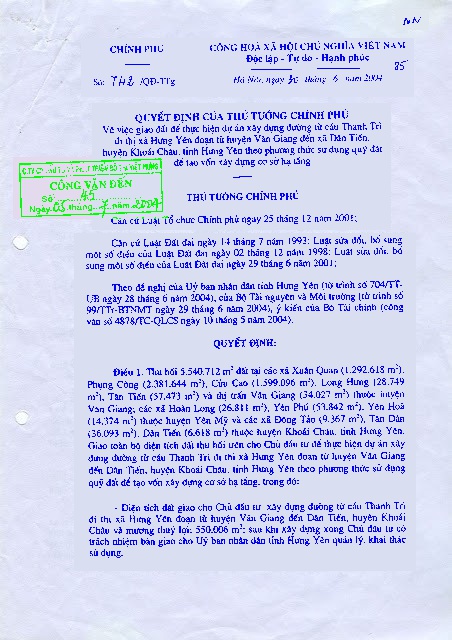 CHÍNH PHỦ
CỘNG HOÀ XÃ HỘI CHỦ NGHĨA VIỆT NAM
Độc lập - Tự do - Hạnh phúc
85
Số: 742 /QĐ-TTg
Hà Nội, ngày 30 tháng 6 năm 2004
QUYẾT ĐỊNH CỦA THỦ TƯỚNG CHÍNH PHỦ
Về việc giao đất để thực hiện dự án xây dựng đường từ cầu Thanh Trì
đi thị xã Hưng Yên đoạn từ huyện Văn Giang đến xã Dân Tiến,
huyện Khoái Châu, tỉnh Hưng Yên theo phương thức sử dụng quỹ đất
để tạo vốn xây dựng cơ sở hạ tầng
CÔNG VĂN ĐẾN
Số 45
Ngày 05 tháng 7 năm 2004
THỦ TƯỚNG CHÍNH PHỦ
Căn cứ Luật Tổ chức Chính phủ ngày 25 tháng 12 năm 2001;
Căn cứ Luật Đất đai ngày 14 tháng 7 năm 1993; Luật sửa đổi, bổ sung
một số điều của Luật Đất đai ngày 02 tháng 12 năm 1998; Luật sửa đổi, bổ
sung một số điều của Luật Đất đai ngày 29 tháng 6 năm 2001;
Theo đề nghị của Uỷ ban nhân dân tỉnh Hưng Yên (tờ trình số 704/TT-
UB ngày 28 tháng 6 năm 2004), của Bộ Tài nguyên và Môi trường (tờ trình số
99/TTr-BTNMT ngày 29 tháng 6 năm 2004), ý kiến của Bộ Tài chính (công
văn số 4878/TC-QLCS ngày 10 tháng 5 năm 2004),
QUYẾT ĐỊNH:
Điều 1. Thu hồi 5.540.712 m² đất tại các xã Xuân Quan (1.292.618 m²),
Phụng Công (2.381.644 m²), Cửu Cao (1.599.096 m²), Long Hưng (28.749
m²), Tân Tiến (57.473 m²) và thị trấn Văn Giang (34.027 m²) thuộc huyện
Văn Giang, các xã Hoàn Long (26.811 m²), Yên Phú (53.842 m²), Yên Hoà
(14.374 m²) thuộc huyện Yên Mỹ và các xã Đông Tảo (9.367 m²), Tân Dân
(36.093 m²), Dân Tiến (6.618 m²) thuộc huyện Khoái Châu, tỉnh Hưng Yên.
Giao toàn bộ diện tích đất thu hồi trên cho Chủ đầu tư để thực hiện dự án xây
dựng đường từ cầu Thanh Trì đi thị xã Hưng Yên đoạn từ huyện Văn Giang
đến Dân Tiến, huyện Khoái Châu, tỉnh Hưng Yên theo phương thức sử dụng
quỹ đất để tạo vốn xây dựng cơ sở hạ tầng, trong đó:
- Diện tích đất giao cho Chủ đầu tư xây dựng đường từ cầu Thanh Trì
đi thị xã Hưng Yên đoạn từ huyện Văn Giang đến Dân Tiến, huyện Khoái
Châu và mương thuỷ lợi: 550.006 m²; sau khi xây dựng xong Chủ đầu tư có
trách nhiệm bàn giao cho Uỷ ban nhân dân tỉnh Hưng Yên quản lý, khai thác
sử dụng.